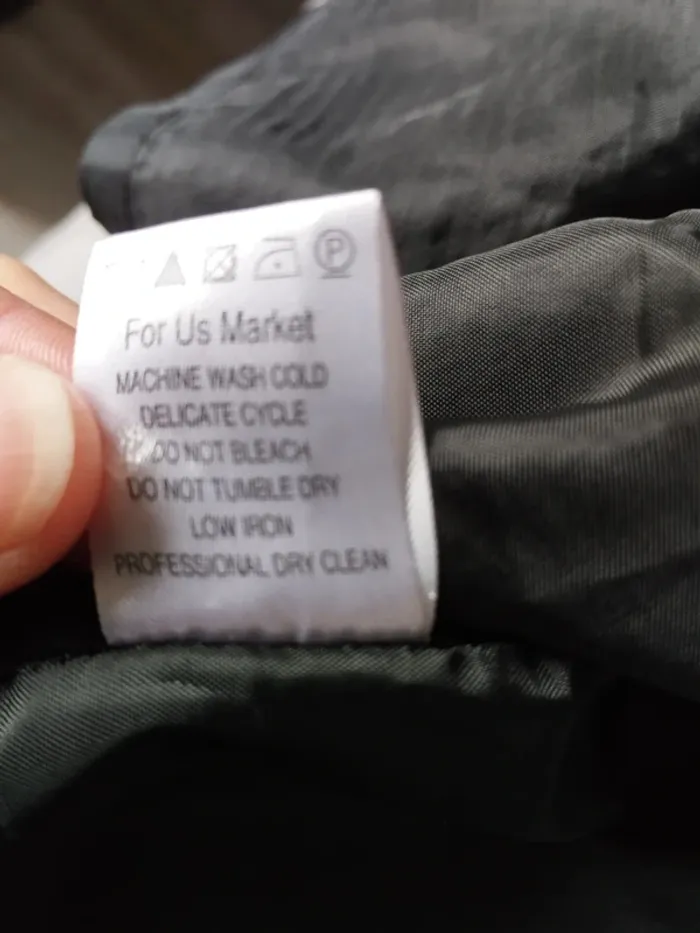 P
For Us Market
MACHINE WASH COLD
DELICATE CYCLE
DO NOT BLEACH
DO NOT TUMBLE DRY
LOW IRON
PROFESSIONAL DRY CLEAN